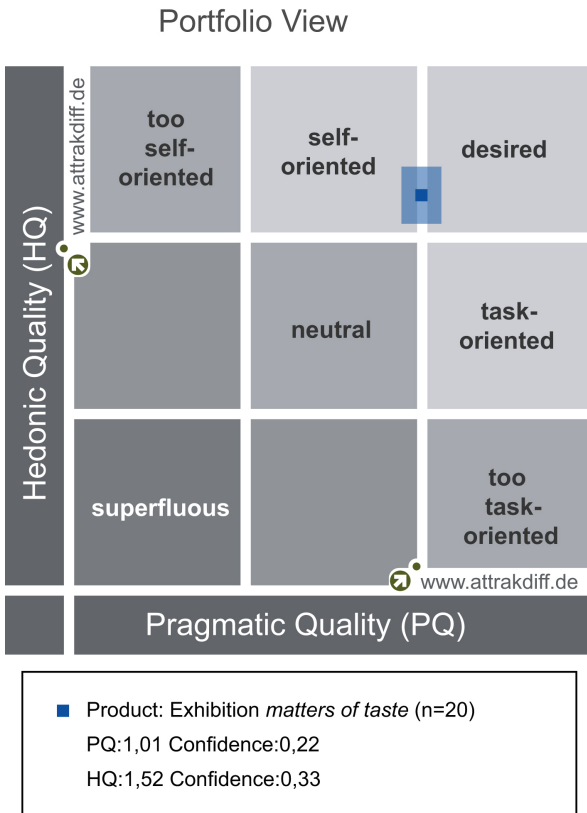 Portfolio View
www.attrakdiff.de
too
self-
oriented
self-
oriented
desired
Hedonic Quality (HQ)
neutral
task-
oriented
superfluous
too
task-
oriented
www.attrakdiff.de
Pragmatic Quality (PQ)
Product: Exhibition matters of taste (n=20)
PQ:1,01 Confidence:0,22
HQ:1,52 Confidence:0,33